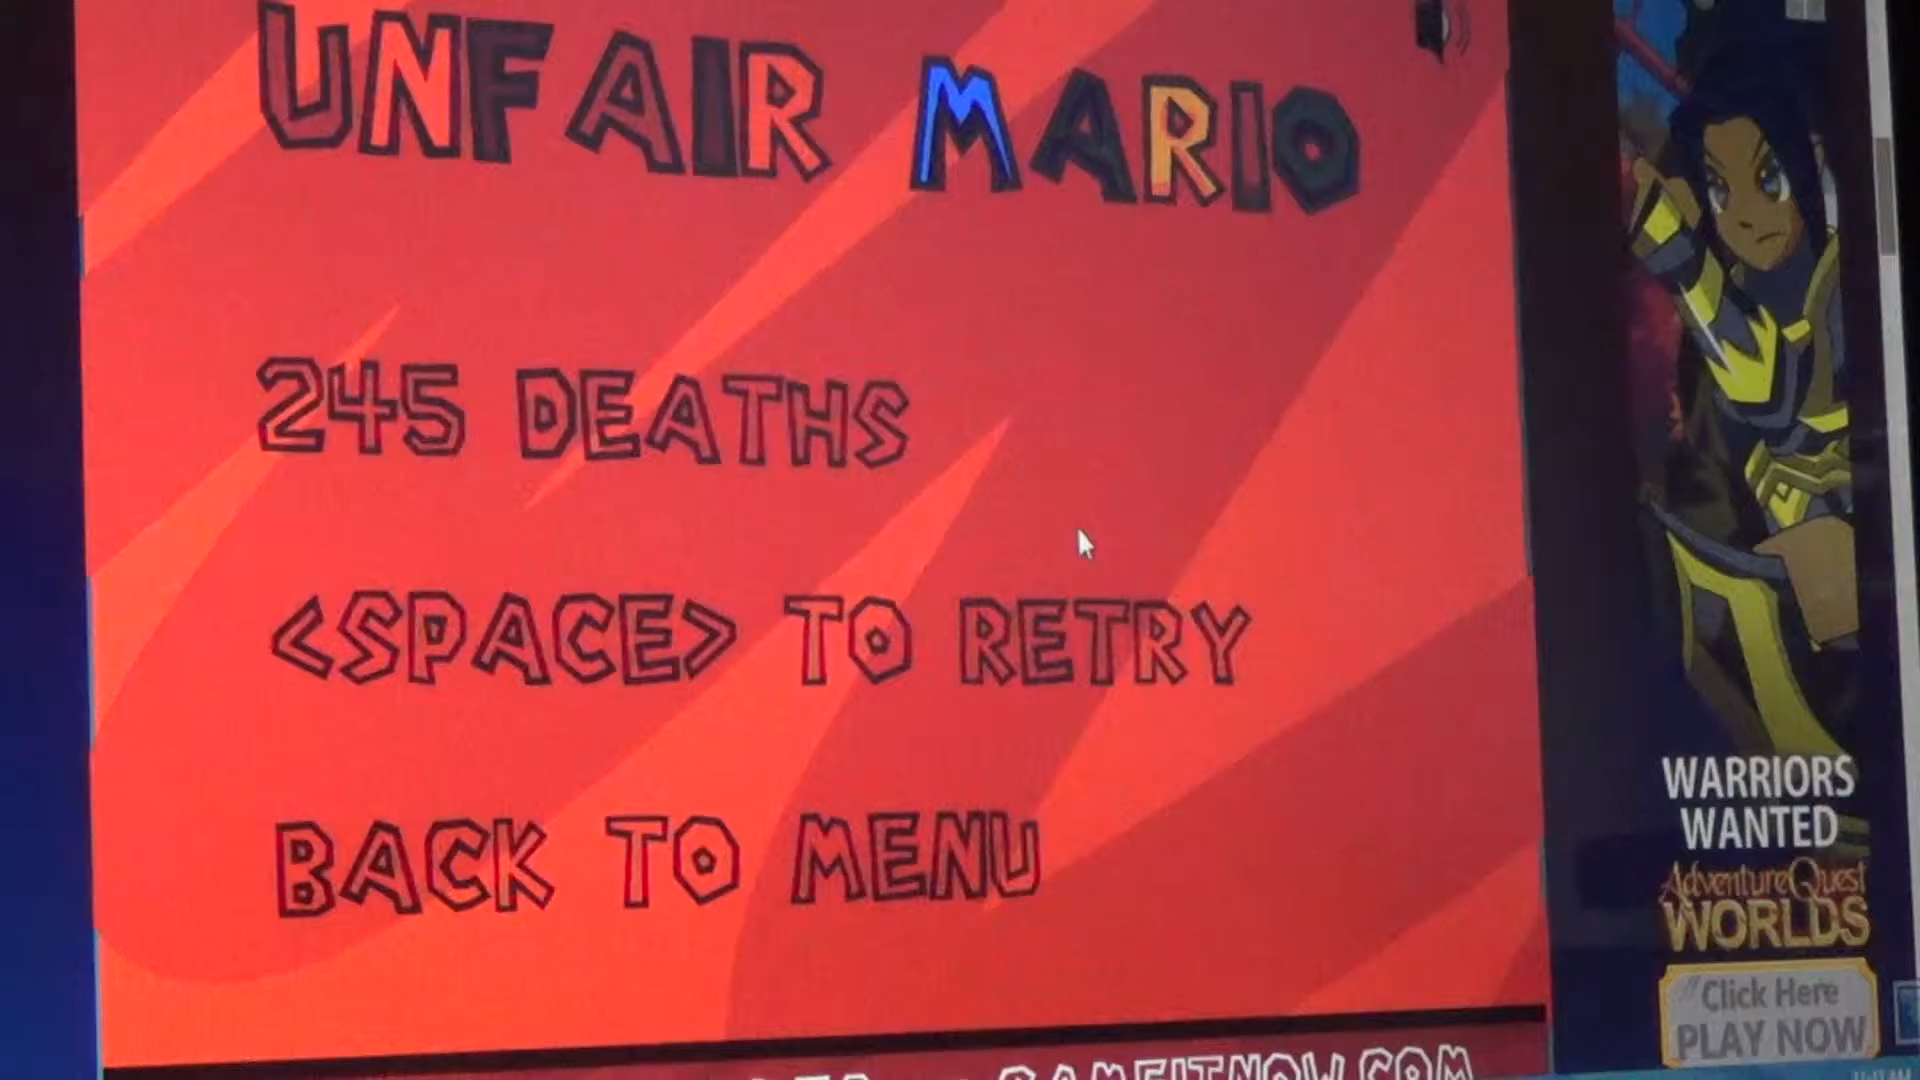 UNFAIR MARIO
245 DEATHS
<SPACE> TO RETRY
BACK TO MENU
WARRIORS
WANTED
AdventureQuest
WORLDS
Click Here
PLAY NOW